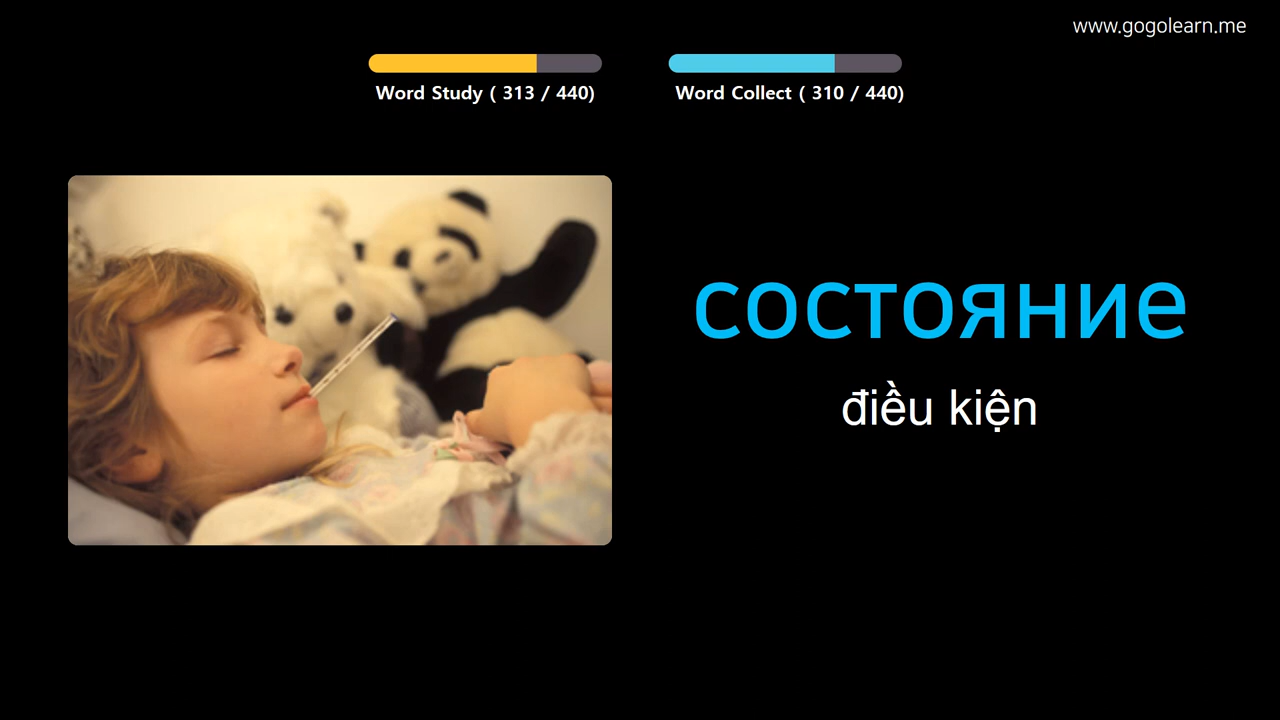 www.gogolearn.me
Word Study ( 313 / 440)
Word Collect ( 310 / 440)
состояние
điều kiện